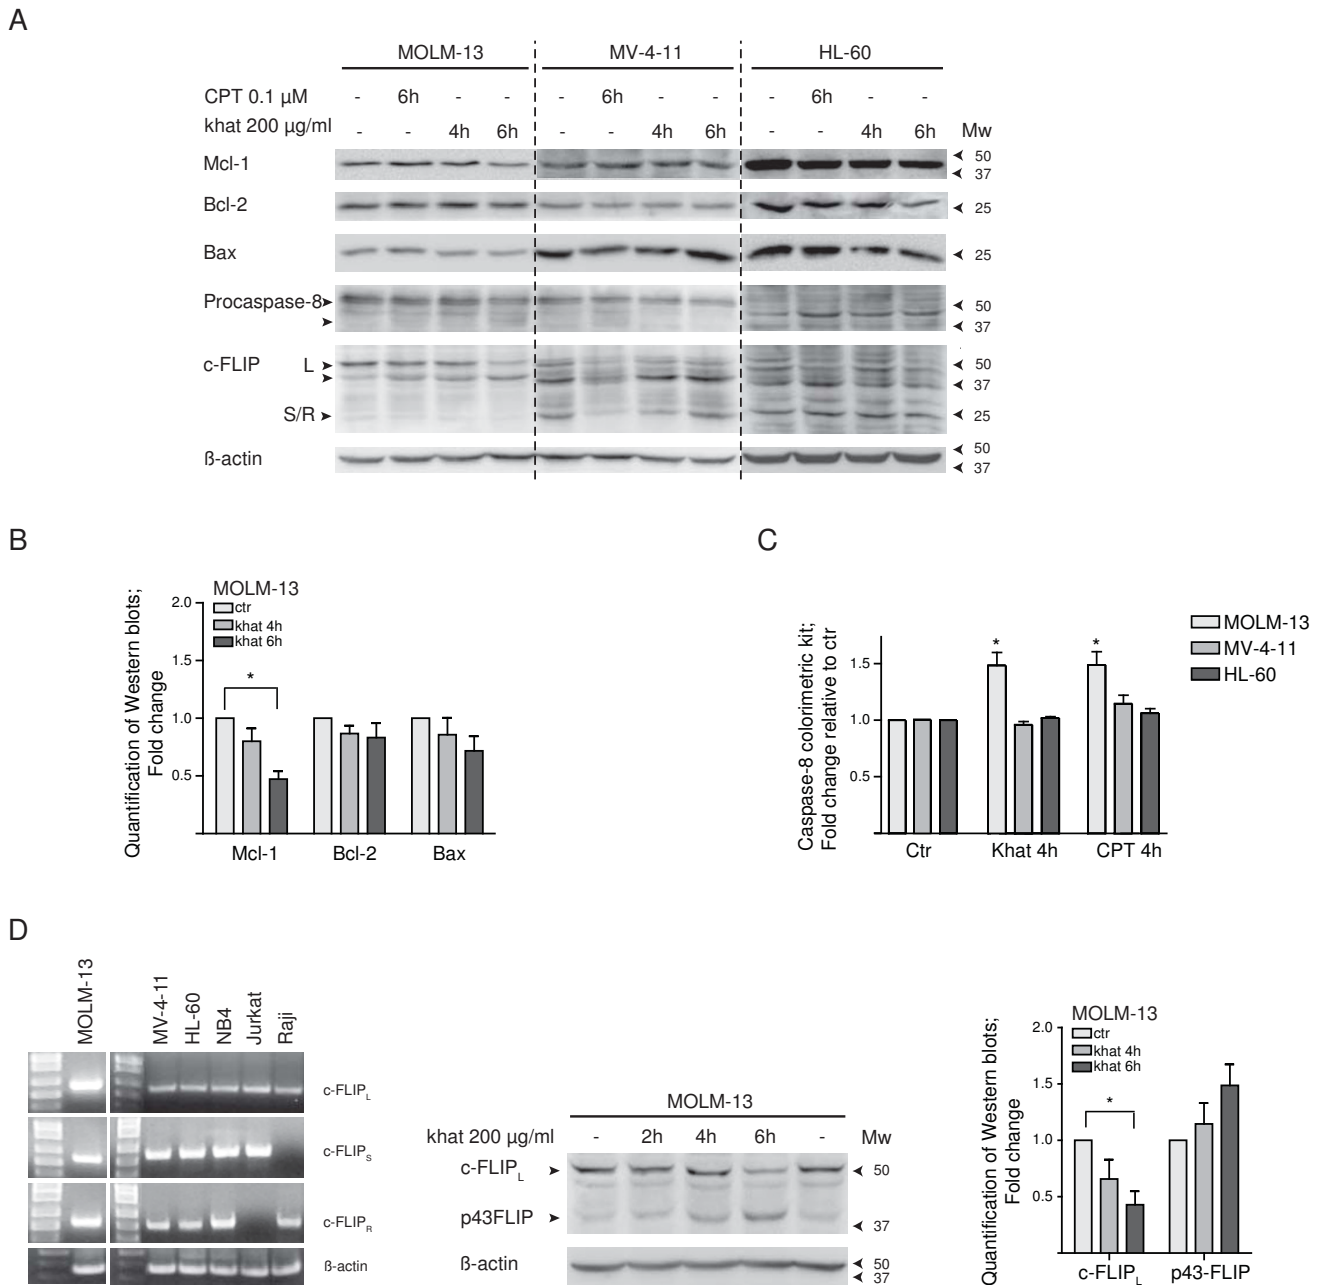 A
MOLM-13 MV-4-11 HL-60
CPT 0.1 µM - 6h - - - 6h - - - 6h - -
khat 200 µg/ml - - 4h 6h - - 4h 6h - - 4h 6h Mw
Mcl-1 50
37
Bcl-2 25
Bax 25
Procaspase-8 50
37
c-FLIP L 50
37
S/R 25
ß-actin 50
37
B
Quantification of Western blots;
Fold change
MOLM-13
ctr
khat 4h
khat 6h
2.0
1.5
1.0
0.5
*
Mcl-1 Bcl-2 Bax
C
Caspase-8 colorimetric kit;
Fold change relative to ctr
1.5
1.0
0.5
* *
Ctr Khat 4h CPT 4h
MOLM-13
MV-4-11
HL-60
D
MOLM-13 MV-4-11 HL-60 NB4 Jurkat Raji
c-FLIPL
c-FLIPS
c-FLIPR
ß-actin
MOLM-13
khat 200 µg/ml - 2h 4h 6h - Mw
c-FLIPL 50
p43FLIP 37
ß-actin 50
37
Quantification of Western blots;
Fold change
MOLM-13
ctr
khat 4h
khat 6h
2.0
1.5
1.0
0.5
*
c-FLIPL p43-FLIP